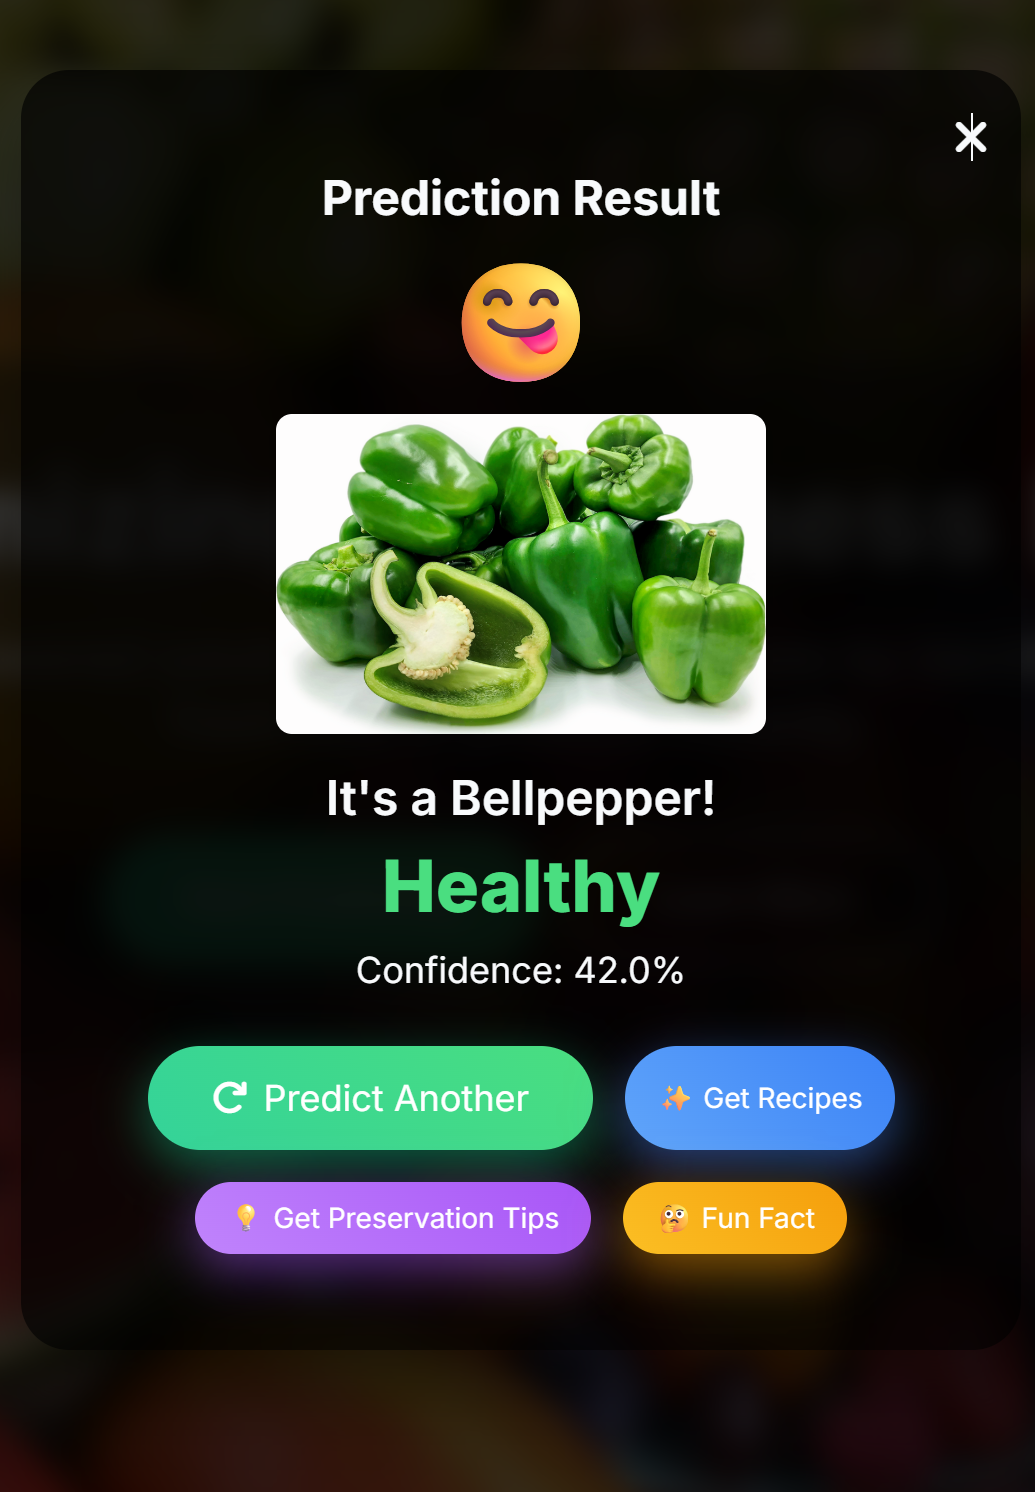 Prediction Result
It's a Bellpepper!
Healthy
Confidence: 42.0%
Predict Another
Get Recipes
Get Preservation Tips
Fun Fact